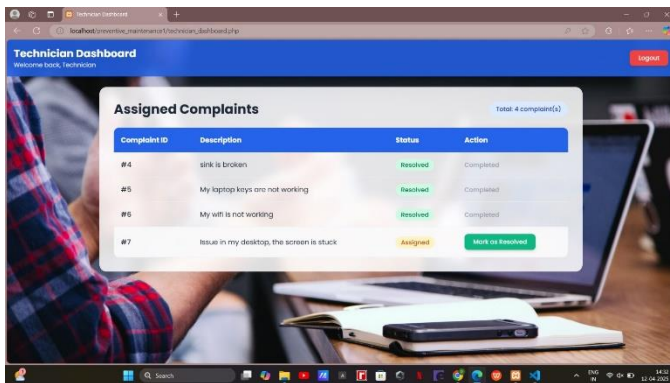 Technician Dashboard
localhost/preventive_maintenance1/technician_dashboard.php
Technician Dashboard
Welcome back, Technician
Logout
Assigned Complaints
Total: 4 complaint(s)
Complaint ID Description Status Action
#4 sink is broken Resolved Completed
#5 My laptop keys are not working Resolved Completed
#6 My wifi is not working Resolved Completed
#7 Issue in my desktop, the screen is stuck Assigned Mark as Resolved
Search
ENG 14:32
IN